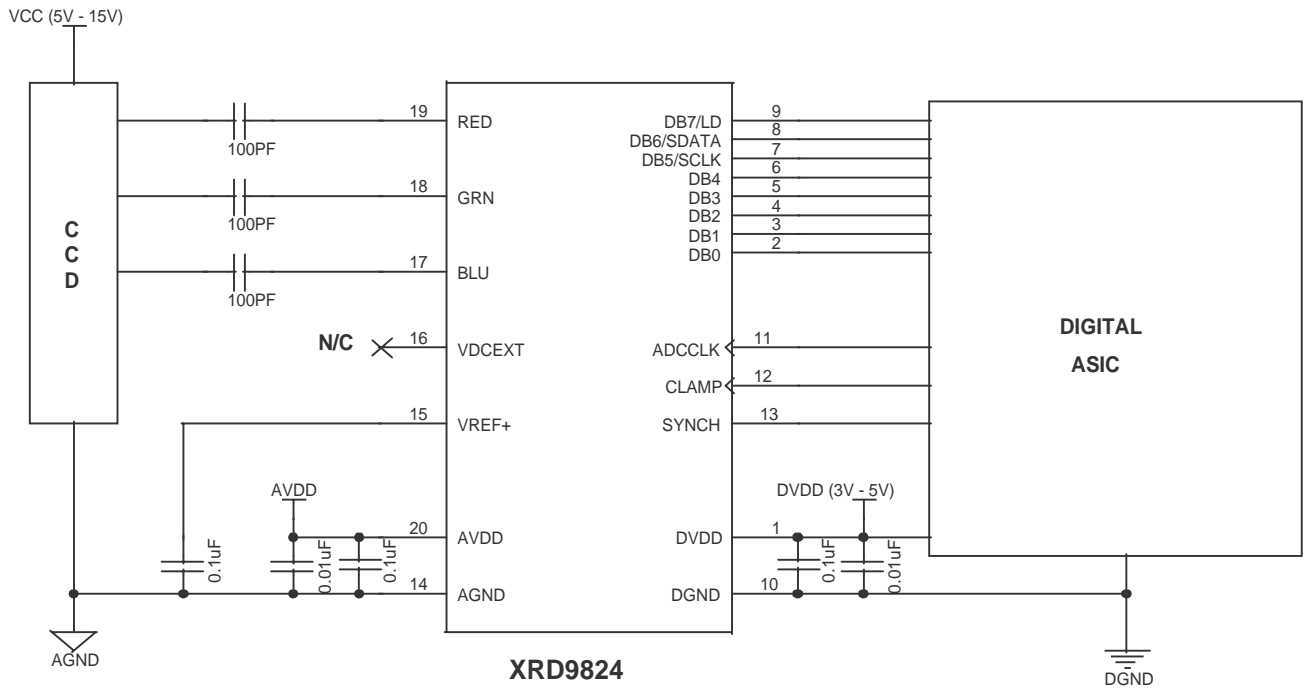 VCC (5V - 15V)
C
C
D
100PF
100PF
100PF
N/C
19
18
17
16
15
20
14
RED
GRN
BLU
VDCEXT
VREF+
AVDD
AGND
AVDD
0.1uF
0.01uF
0.1uF
AGND
DB7/LD
DB6/SDATA
DB5/SCLK
DB4
DB3
DB2
DB1
DB0
ADCCLK
CLAMP
SYNCH
DVDD
DGND
9
8
7
6
5
4
3
2
11
12
13
DVDD (3V - 5V)
1
10
0.1uF
0.01uF
DIGITAL
ASIC
DGND
XRD9824